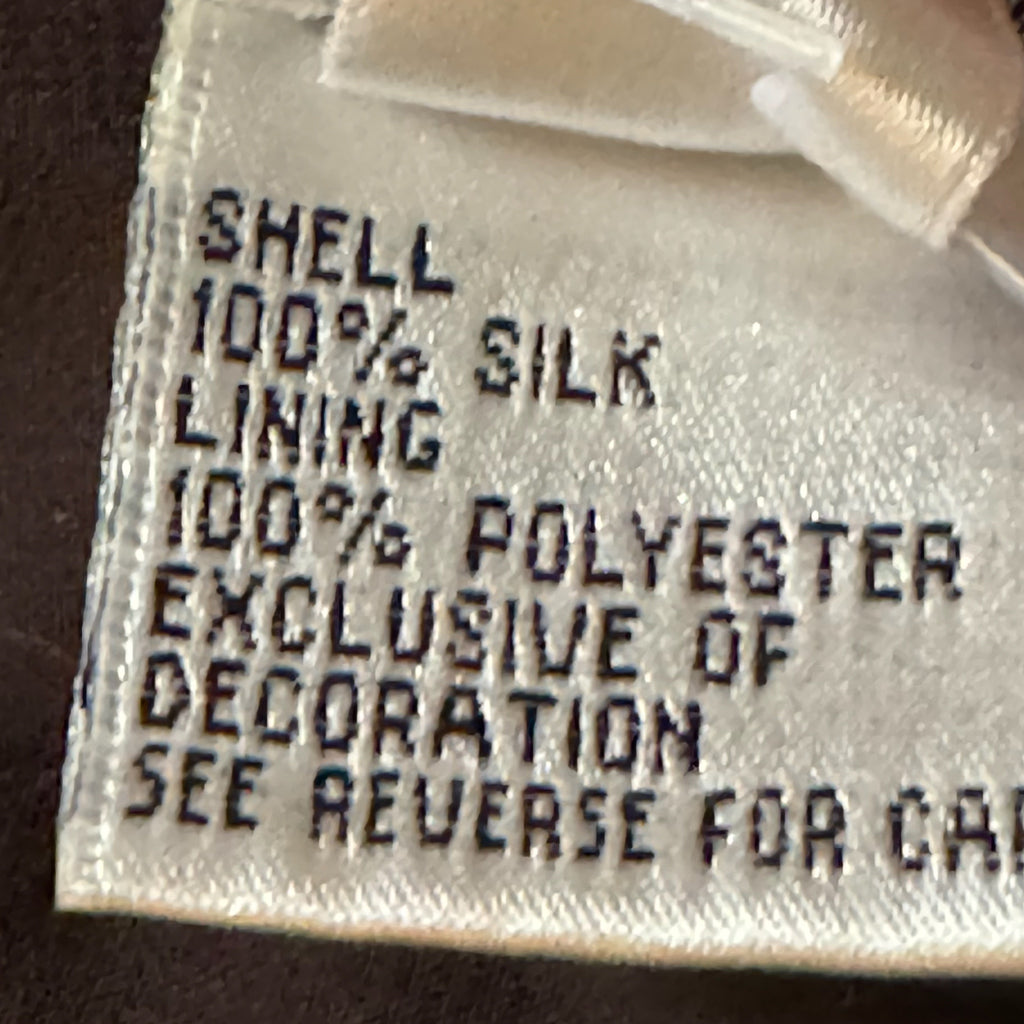 SHELL
100% SILK
LINING
100% POLYESTER
EXCLUSIVE OF
DECORATION
SEE REVERSE FOR